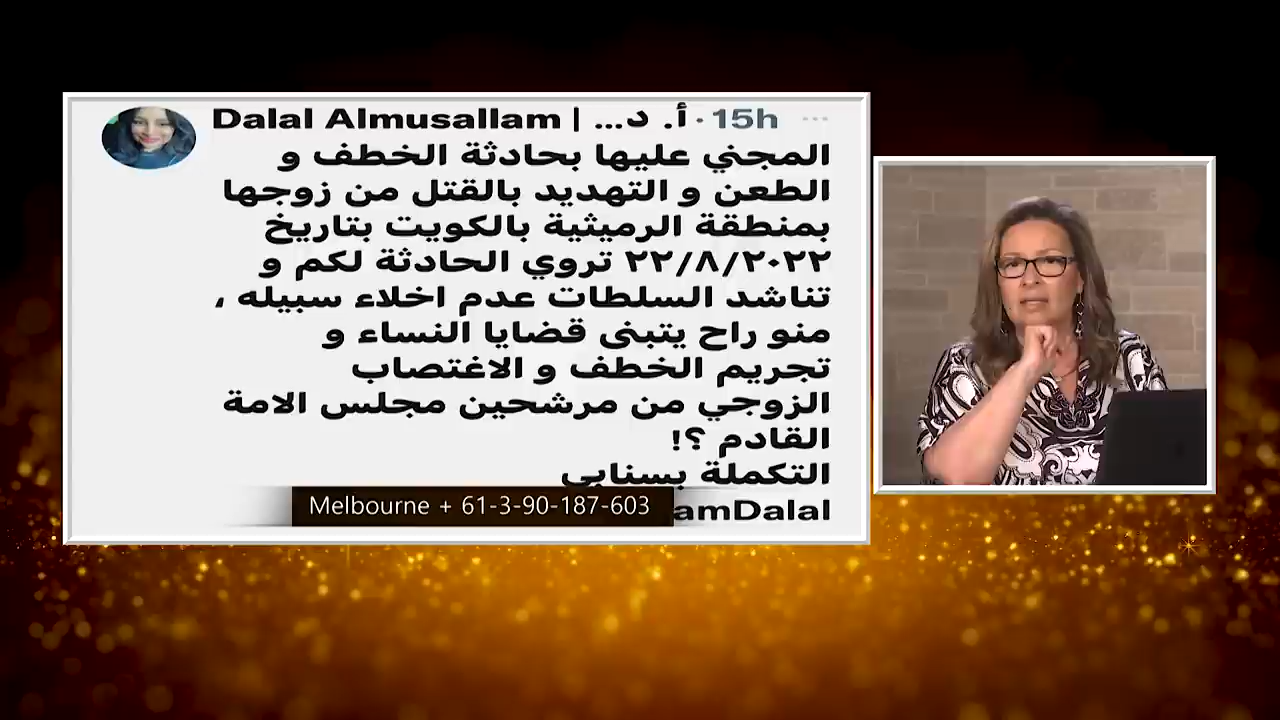 Dalal Almusallam | أ. د... · 15h ...
المجني عليها بحادثة الخطف و
الطعن و التهديد بالقتل من زوجها
بمنطقة الرميثية بالكويت بتاريخ
٢٢/٨/٢٠٢٢ تروي الحادثة لكم و
تناشد السلطات عدم اخلاء سبيله ،
منو راح يتبنى قضايا النساء و
تجريم الخطف و الاغتصاب
الزوجي من مرشحين مجلس الامة
القادم ؟!
التكملة بسنابي
amDalal
Melbourne + 61-3-90-187-603